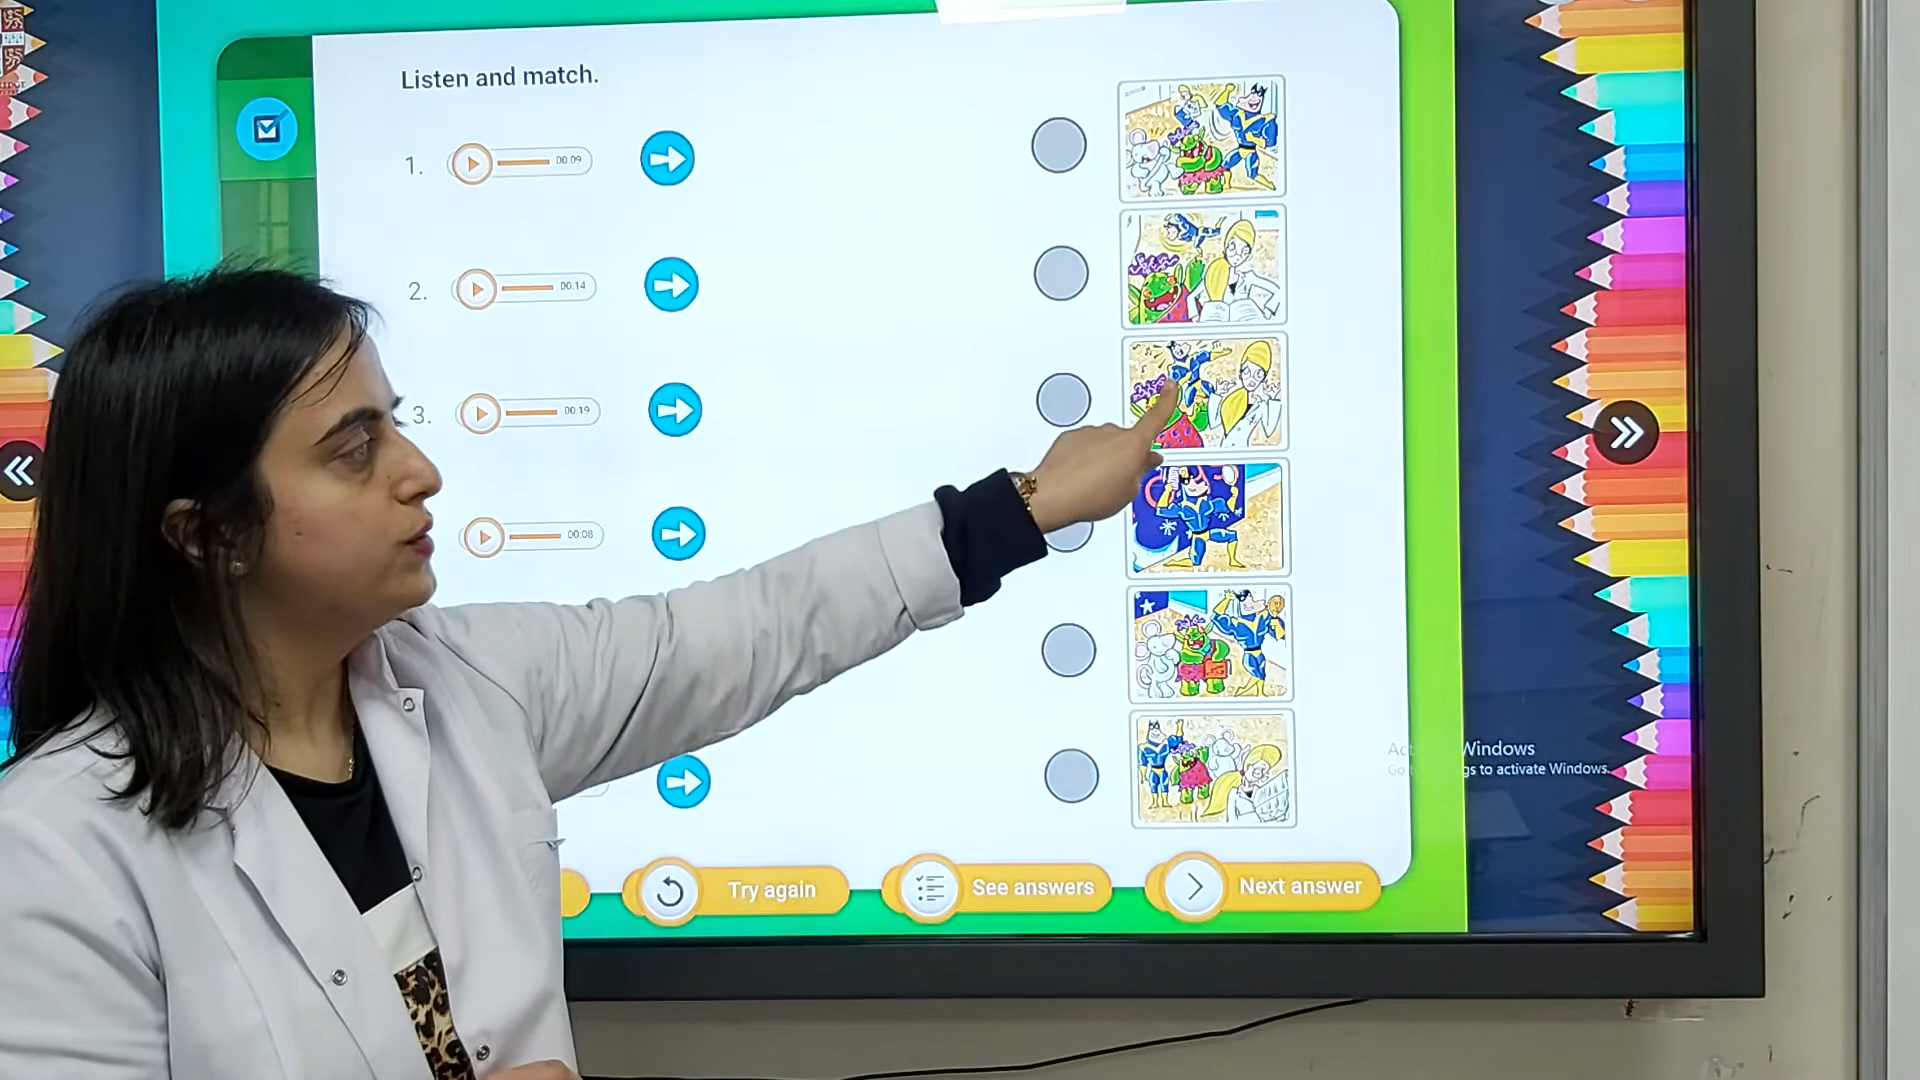 Listen and match.
1. 00:09
2. 00:14
3. 00:19
00:08
Windows
gs to activate Windows.
Try again
See answers
Next answer